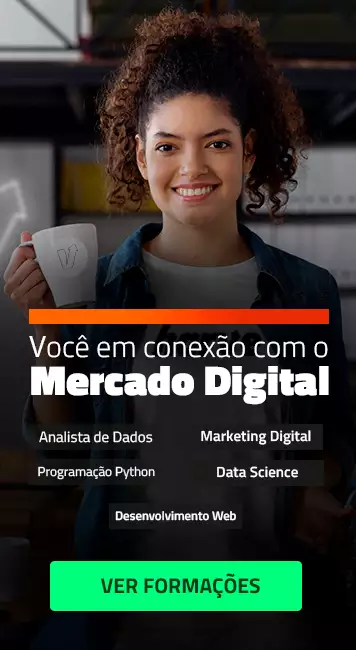 Você em conexão com o
Mercado Digital
Analista de Dados
Marketing Digital
Programação Python
Data Science
Desenvolvimento Web
VER FORMAÇÕES